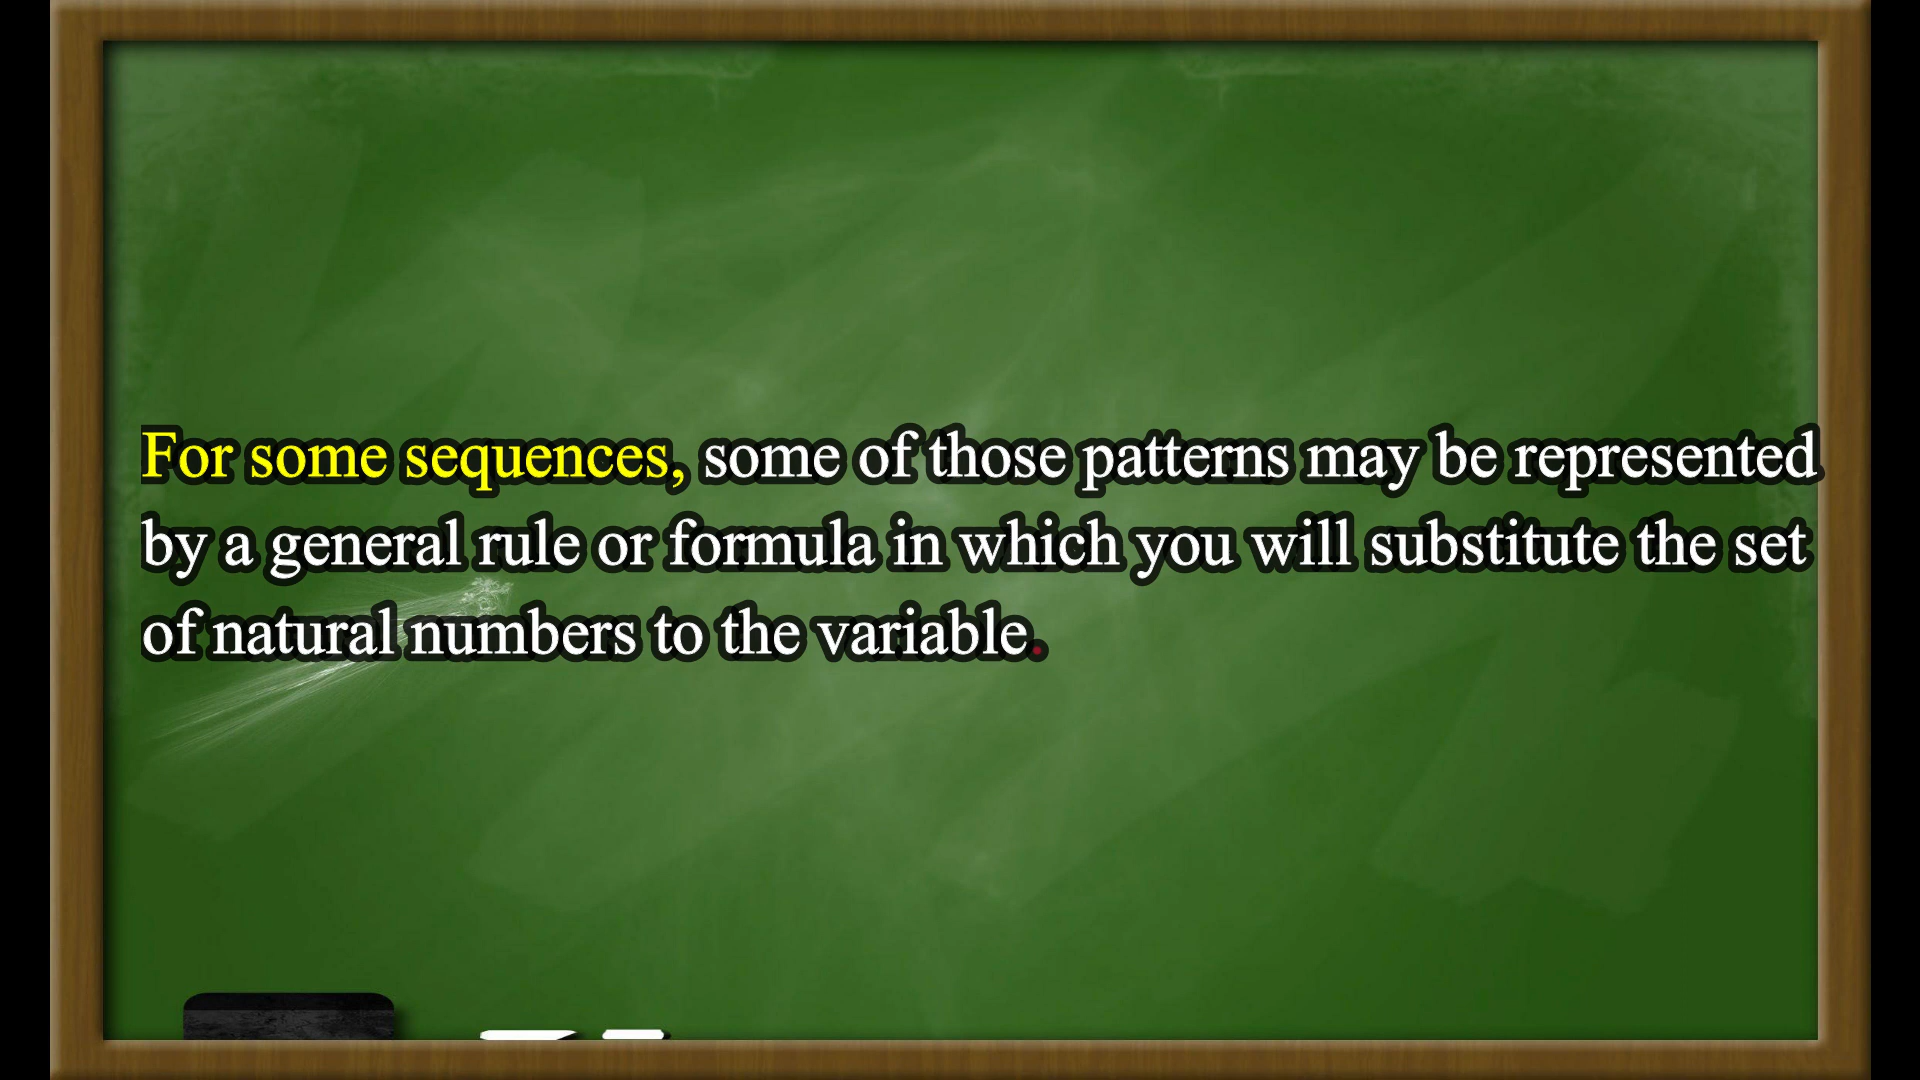 For some sequences, some of those patterns may be represented
by a general rule or formula in which you will substitute the set
of natural numbers to the variable.